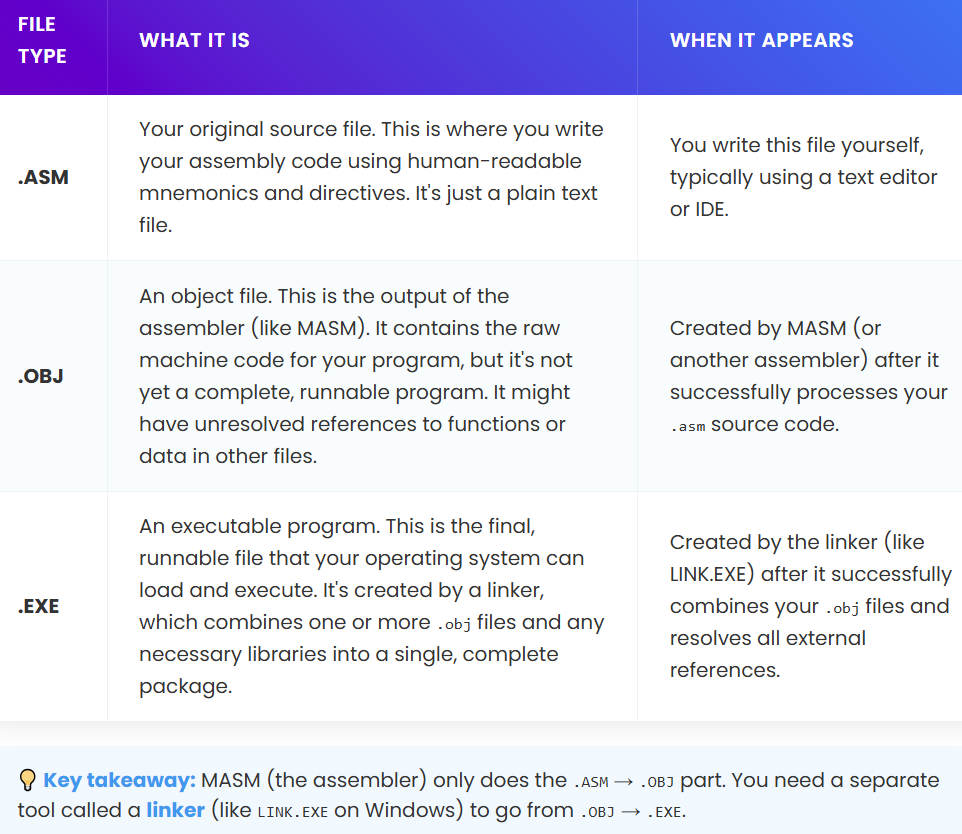 FILE
TYPE
WHAT IT IS
WHEN IT APPEARS
.ASM
Your original source file. This is where you write
your assembly code using human-readable
mnemonics and directives. It's just a plain text
file.
You write this file yourself,
typically using a text editor
or IDE.
.OBJ
An object file. This is the output of the
assembler (like MASM). It contains the raw
machine code for your program, but it's not
yet a complete, runnable program. It might
have unresolved references to functions or
data in other files.
Created by MASM (or
another assembler) after it
successfully processes your
.asm source code.
.EXE
An executable program. This is the final,
runnable file that your operating system can
load and execute. It's created by a linker,
which combines one or more .obj files and any
necessary libraries into a single, complete
package.
Created by the linker (like
LINK.EXE) after it successfully
combines your .obj files and
resolves all external
references.
💡 Key takeaway: MASM (the assembler) only does the .ASM → .OBJ part. You need a separate
tool called a linker (like LINK.EXE on Windows) to go from .OBJ → .EXE.